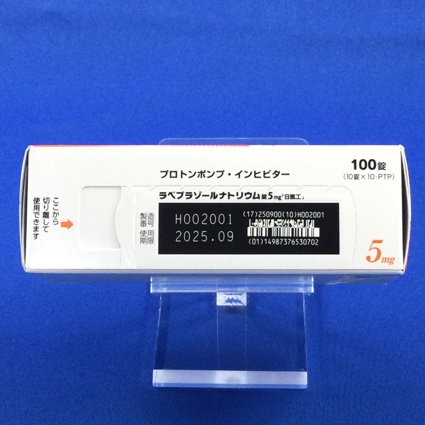 ここから
切り離して
使用できます
プロトンポンプ・インヒビター
100錠
(10錠×10・PTP)
ラベプラゾールナトリウム錠5mg「日医工」
製造番号
H002001
使用期限
2025.09
(17)250900(10)H002001
(01)14987376530702
5mg